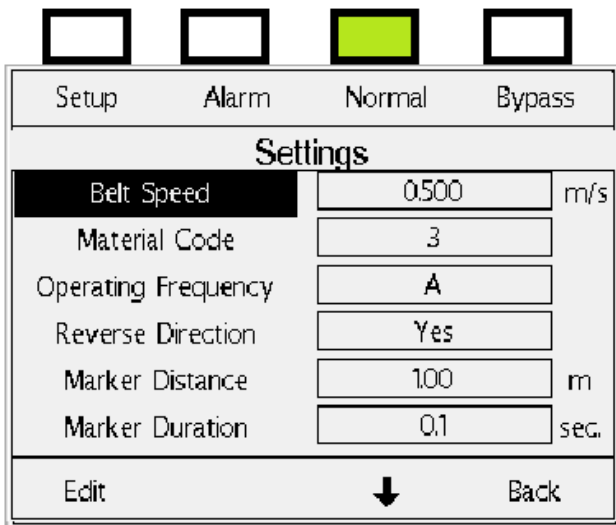 Setup Alarm Normal Bypass
Settings
Belt Speed 0.500 m/s
Material Code 3
Operating Frequency A
Reverse Direction Yes
Marker Distance 1.00 m
Marker Duration 0.1 sec.
Edit ↓ Back